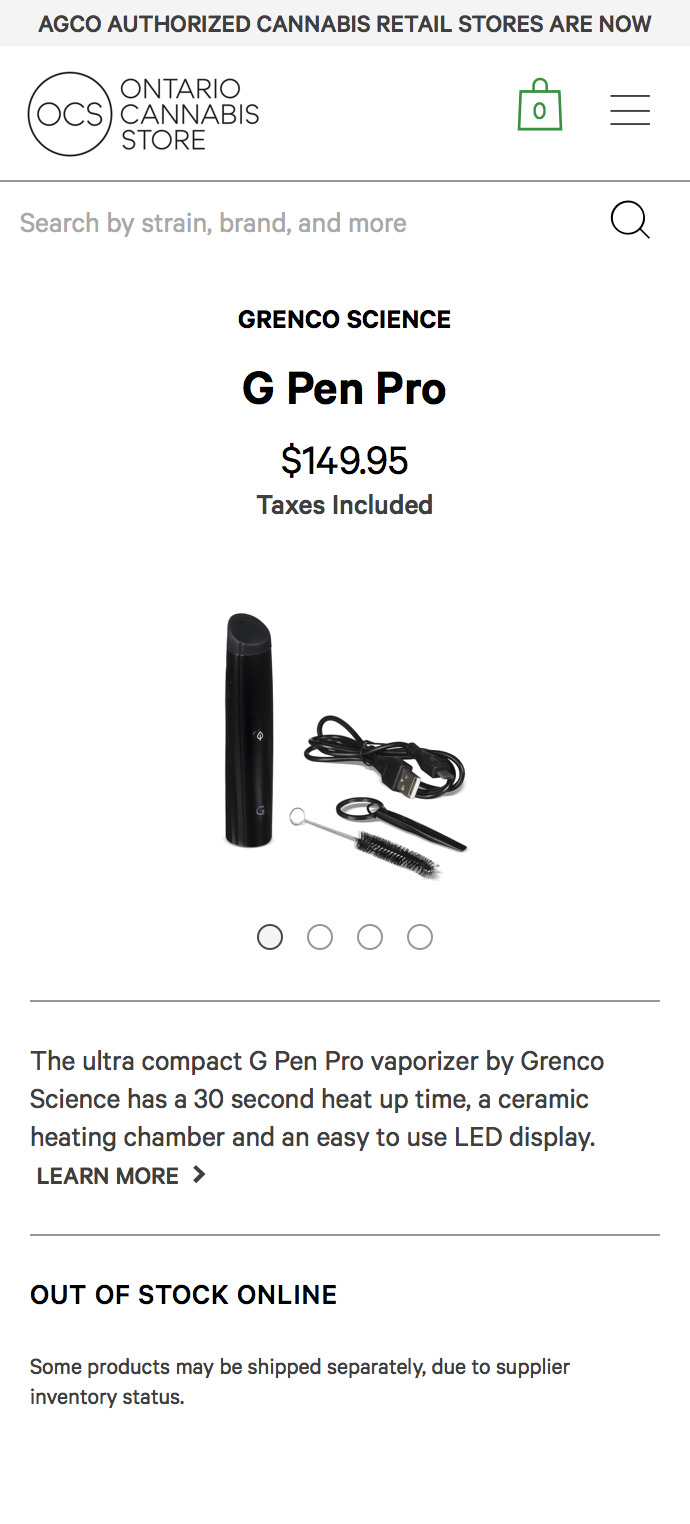 AGCO AUTHORIZED CANNABIS RETAIL STORES ARE NOW
OCS
ONTARIO
CANNABIS
STORE
0
Search by strain, brand, and more
GRENCO SCIENCE
G Pen Pro
$149.95
Taxes Included
G
The ultra compact G Pen Pro vaporizer by Grenco
Science has a 30 second heat up time, a ceramic
heating chamber and an easy to use LED display.
LEARN MORE
OUT OF STOCK ONLINE
Some products may be shipped separately, due to supplier
inventory status.